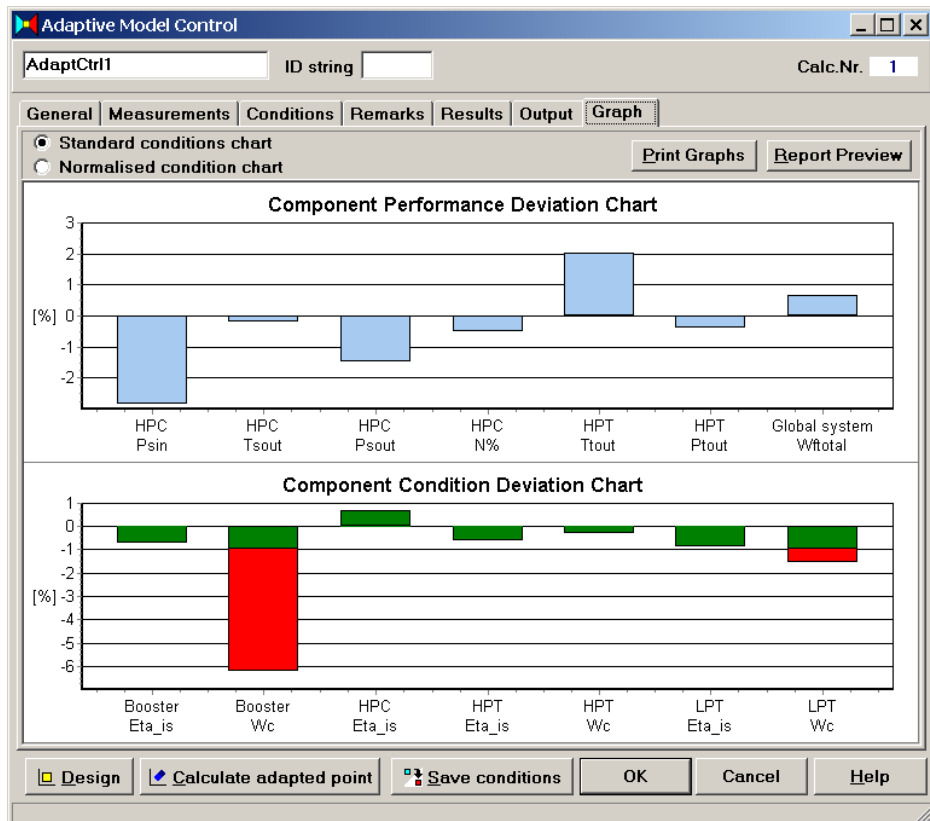 Adaptive Model Control
AdaptCtrl1 ID string Calc.Nr. 1
General Measurements Conditions Remarks Results Output Graph
Standard conditions chart
Normalised condition chart
Print Graphs Report Preview
Component Performance Deviation Chart
3
2
1
[%] 0
-1
-2
HPC HPC HPC HPC HPT HPT Global system
Psin Tsout Psout N% Ttout Ptout Wftotal
Component Condition Deviation Chart
1
0
-1
-2
[%] -3
-4
-5
-6
Booster Booster HPC HPT HPT LPT LPT
Eta_is Wc Eta_is Eta_is Wc Eta_is Wc
Design Calculate adapted point Save conditions OK Cancel Help